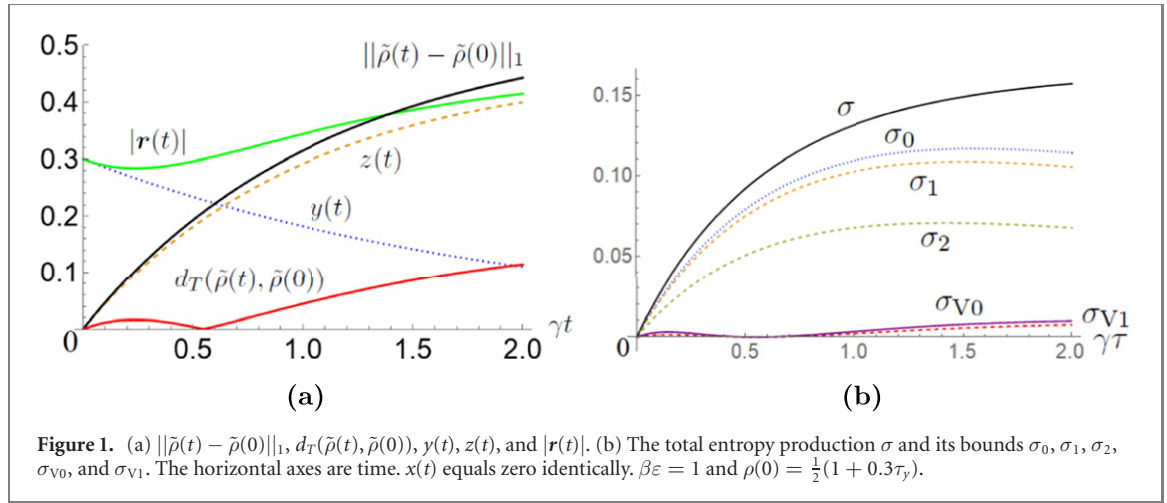 0.5
0.4
0.3
0.2
0.1
0
0.5
1.0
1.5
2.0
γt
||ρ̃(t) − ρ̃(0)||₁
|r(t)|
z(t)
y(t)
d_T(ρ̃(t), ρ̃(0))
(a)
0.15
0.10
0.05
0
0.5
1.0
1.5
2.0
γτ
σ
σ₀
σ₁
σ₂
σ_V0
σ_V1
(b)
Figure 1. (a) ||ρ̃(t) − ρ̃(0)||₁, d_T(ρ̃(t), ρ̃(0)), y(t), z(t), and |r(t)|. (b) The total entropy production σ and its bounds σ₀, σ₁, σ₂,
σ_V0, and σ_V1. The horizontal axes are time. x(t) equals zero identically. βε = 1 and ρ(0) = ½(1 + 0.3τ_y).